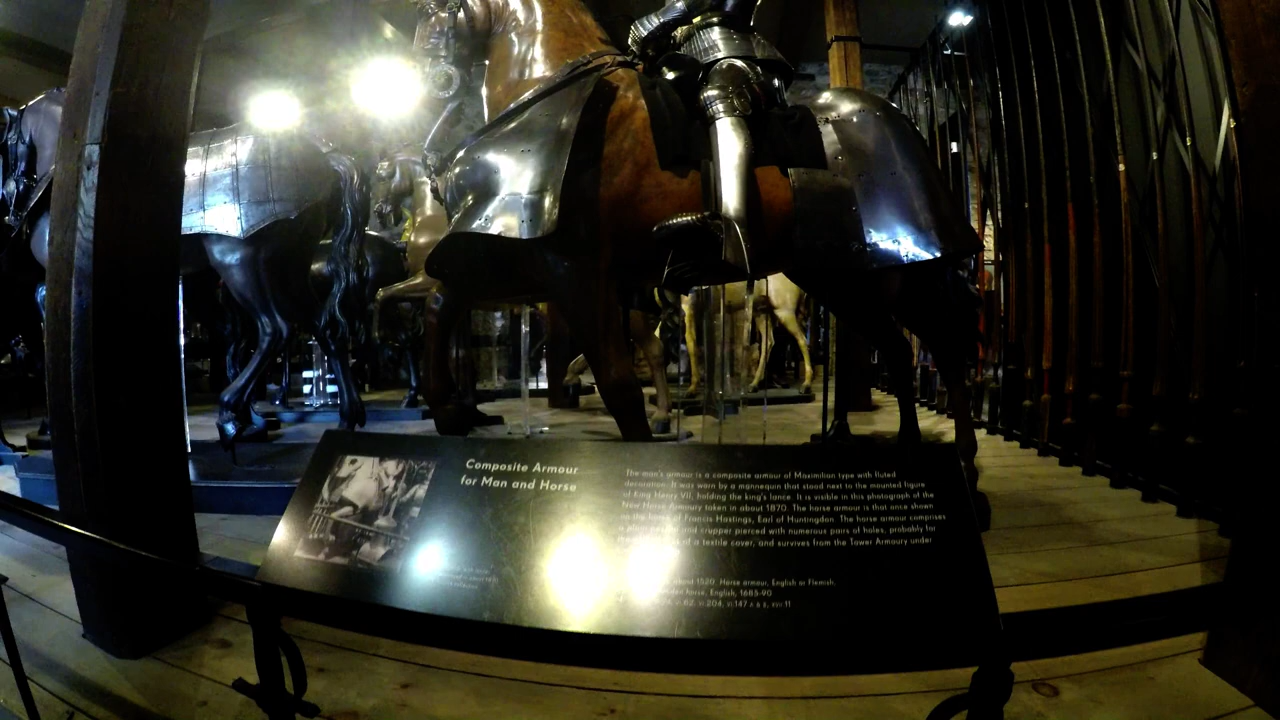 Composite Armour
for Man and Horse
The man's armour is a composite armour of Maximilian type with fluted
decoration. It was worn by a mannequin that stood next to the mounted figure
of King Henry VII, holding the king's lance. It is visible in this photograph of the
New Horse Armoury taken in about 1870. The horse armour is that once shown
on the horse of Francis Hastings, Earl of Huntingdon. The horse armour comprises
a plain and crupper pierced with numerous pairs of holes, probably for
of a textile cover, and survives from the Tower Armoury under
about 1520. Horse armour, English or Flemish,
horse, English, 1685-90